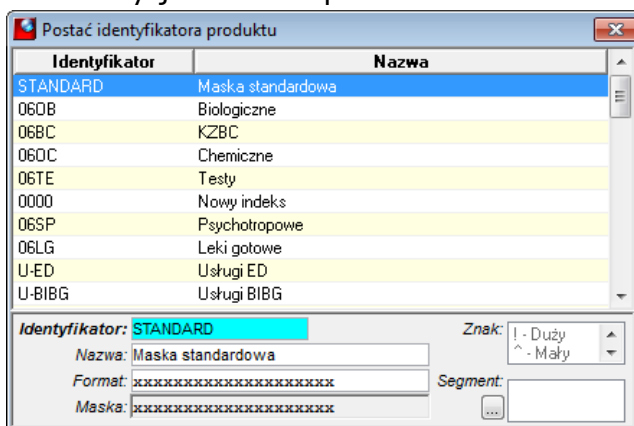 Postać identyfikatora produktu
Identyfikator Nazwa
STANDARD Maska standardowa
060B Biologiczne
06BC KZBC
060C Chemiczne
06TE Testy
0000 Nowy indeks
06SP Psychotropowe
06LG Leki gotowe
U-ED Usługi ED
U-BIBG Usługi BIBG
Identyfikator: STANDARD Znak: ! - Duży
^ - Mały
Nazwa: Maska standardowa
Format: xxxxxxxxxxxxxxxxxxxx Segment:
Maska: xxxxxxxxxxxxxxxxxxxx ...